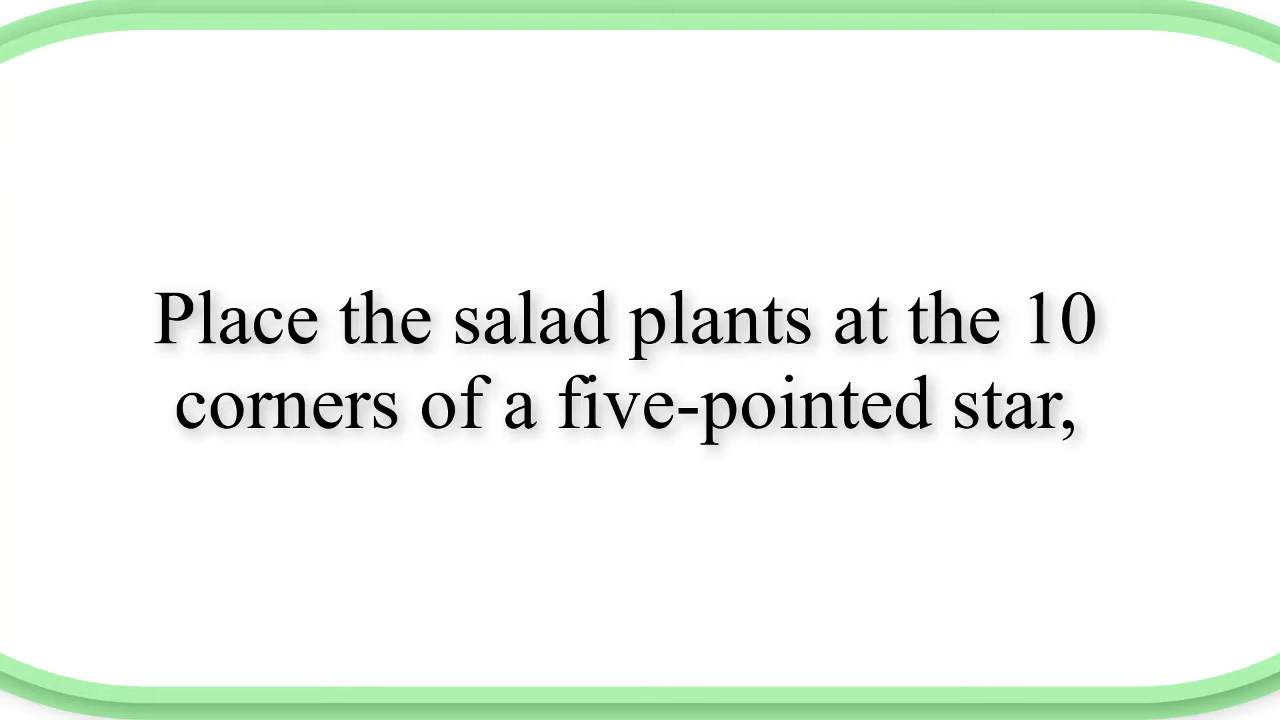 Place the salad plants at the 10
corners of a five-pointed star,